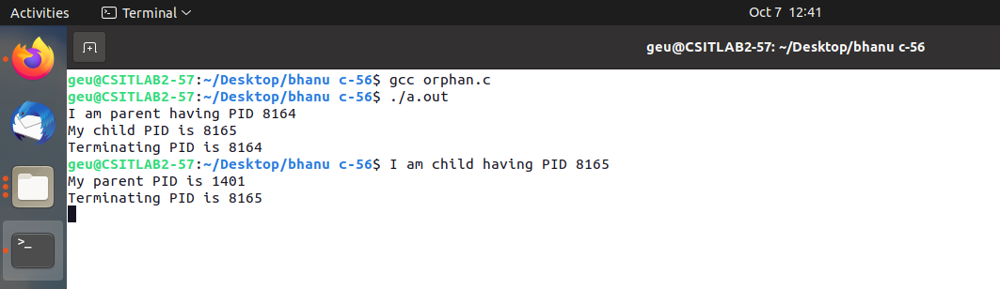 Activities
Terminal
Oct 7 12:41
geu@CSITLAB2-57: ~/Desktop/bhanu c-56
geu@CSITLAB2-57:~/Desktop/bhanu c-56$ gcc orphan.c
geu@CSITLAB2-57:~/Desktop/bhanu c-56$ ./a.out
I am parent having PID 8164
My child PID is 8165
Terminating PID is 8164
geu@CSITLAB2-57:~/Desktop/bhanu c-56$ I am child having PID 8165
My parent PID is 1401
Terminating PID is 8165
>_